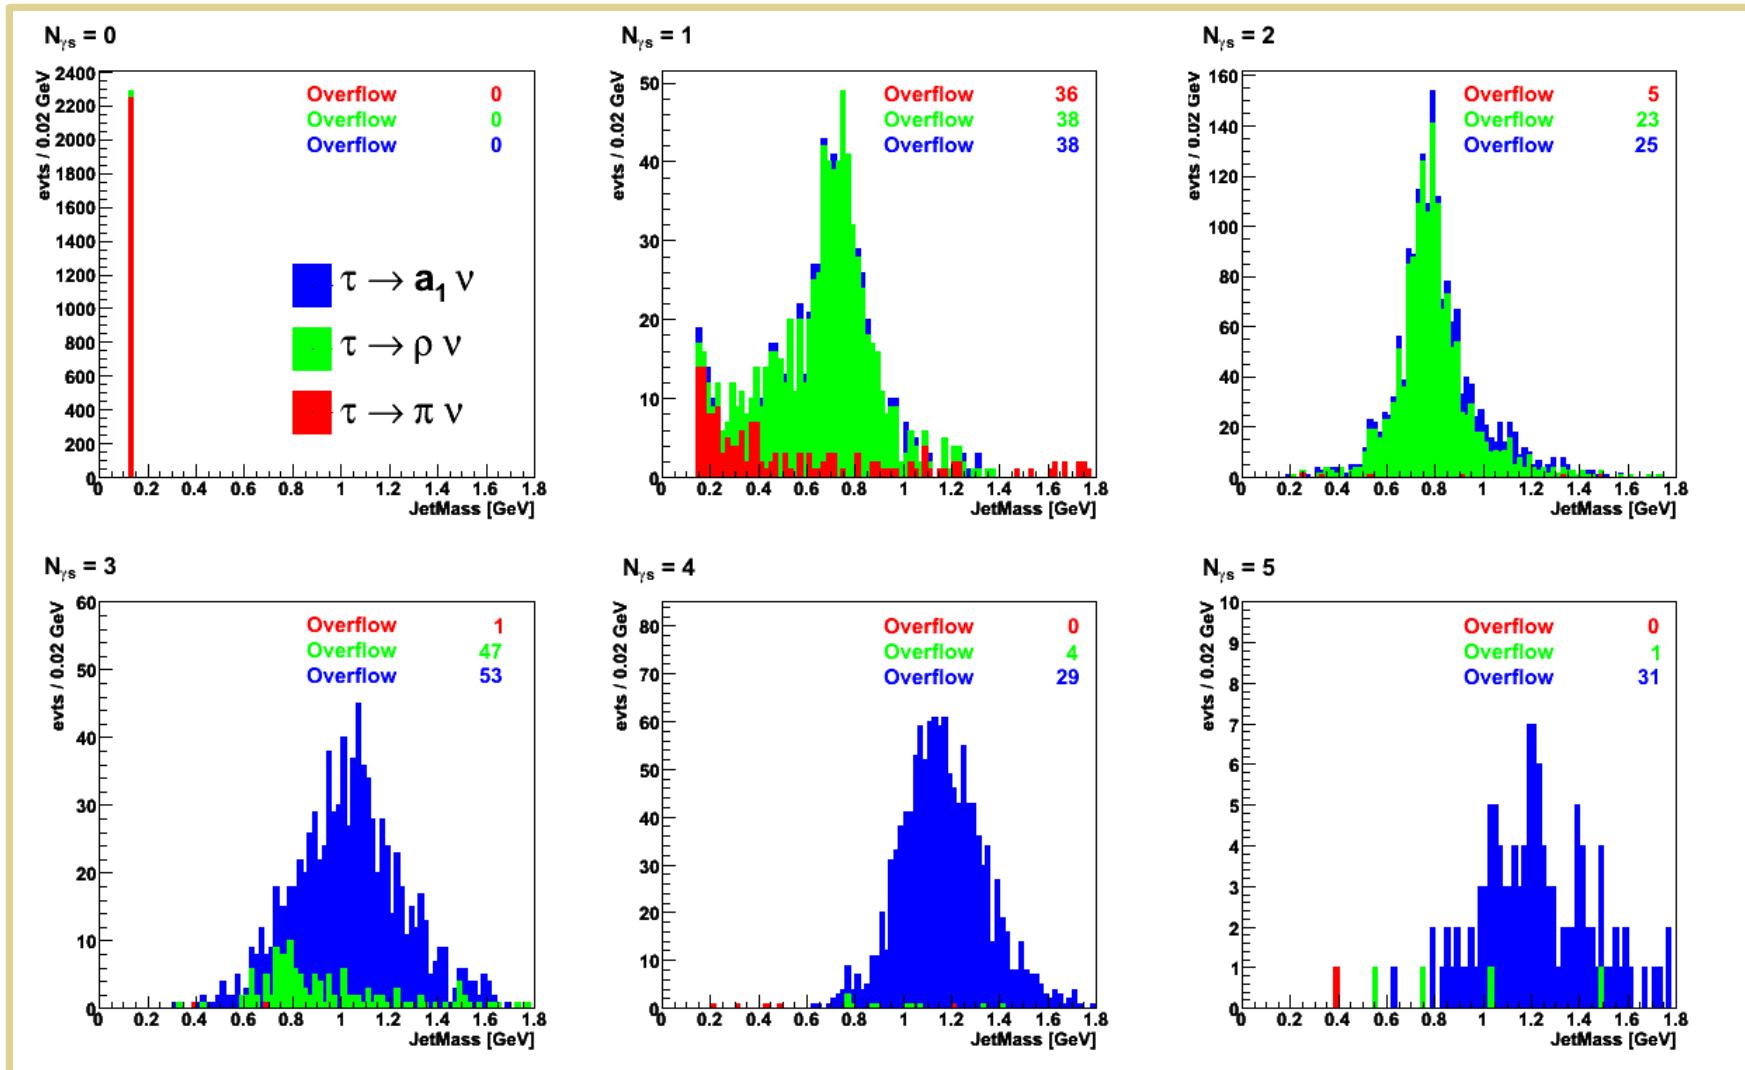 Nγs = 0
evts / 0.02 GeV
2400
2200
2000
1800
1600
1400
1200
1000
800
600
400
200
0
Overflow 0
Overflow 0
Overflow 0
τ → a1 ν
τ → ρ ν
τ → π ν
0 0.2 0.4 0.6 0.8 1 1.2 1.4 1.6 1.8
JetMass [GeV]
Nγs = 1
evts / 0.02 GeV
50
40
30
20
10
0
Overflow 36
Overflow 38
Overflow 38
0 0.2 0.4 0.6 0.8 1 1.2 1.4 1.6 1.8
JetMass [GeV]
Nγs = 2
evts / 0.02 GeV
160
140
120
100
80
60
40
20
0
Overflow 5
Overflow 23
Overflow 25
0 0.2 0.4 0.6 0.8 1 1.2 1.4 1.6 1.8
JetMass [GeV]
Nγs = 3
evts / 0.02 GeV
60
50
40
30
20
10
0
Overflow 1
Overflow 47
Overflow 53
0 0.2 0.4 0.6 0.8 1 1.2 1.4 1.6 1.8
JetMass [GeV]
Nγs = 4
evts / 0.02 GeV
80
70
60
50
40
30
20
10
0
Overflow 0
Overflow 4
Overflow 29
0 0.2 0.4 0.6 0.8 1 1.2 1.4 1.6 1.8
JetMass [GeV]
Nγs = 5
evts / 0.02 GeV
10
9
8
7
6
5
4
3
2
1
0
Overflow 0
Overflow 1
Overflow 31
0 0.2 0.4 0.6 0.8 1 1.2 1.4 1.6 1.8
JetMass [GeV]